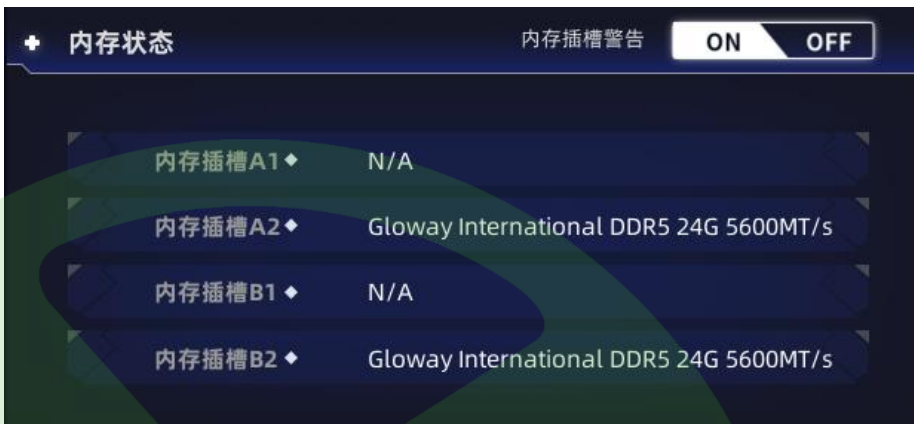 内存状态
内存插槽警告 ON OFF
内存插槽A1 N/A
内存插槽A2 Gloway International DDR5 24G 5600MT/s
内存插槽B1 N/A
内存插槽B2 Gloway International DDR5 24G 5600MT/s